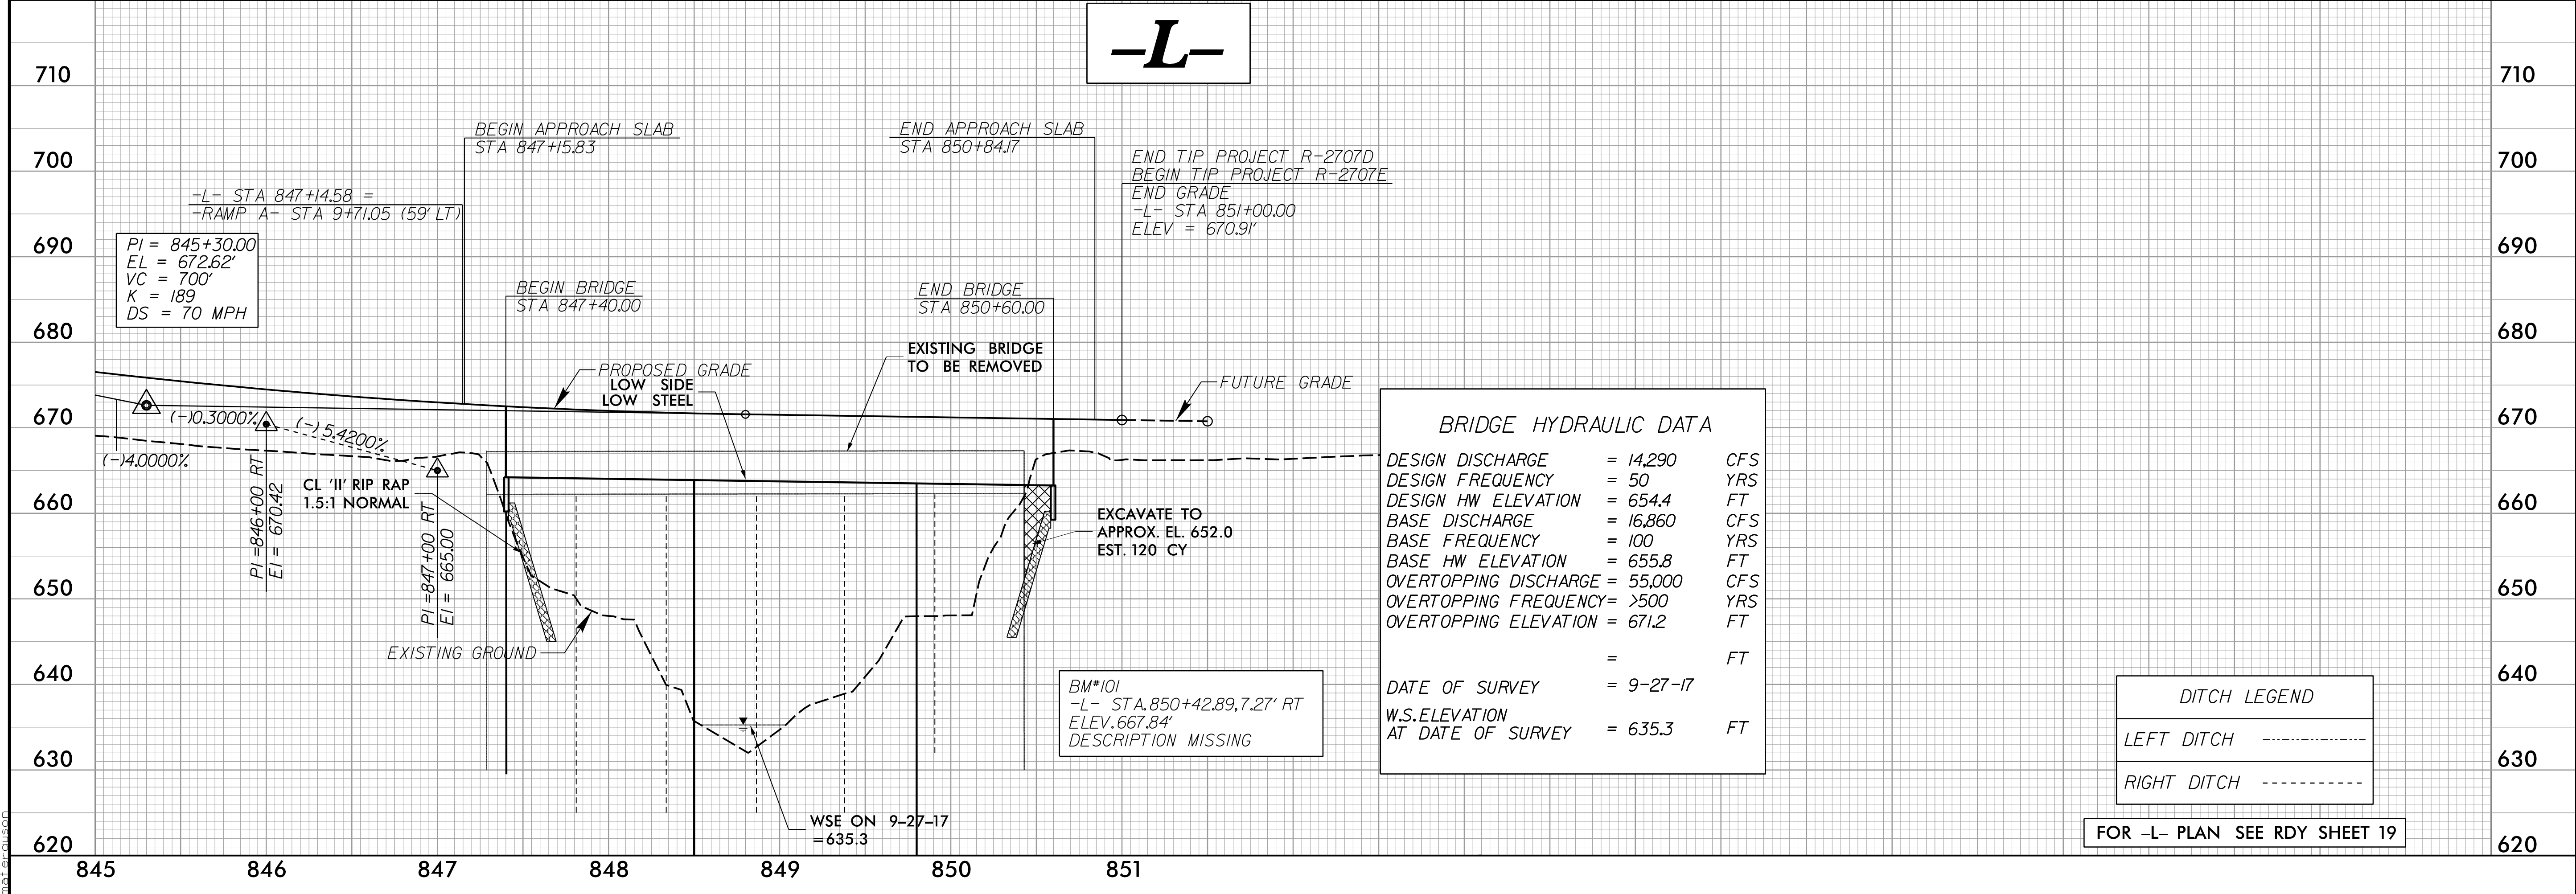 -L-
710
710
BEGIN APPROACH SLAB
STA 847+15.83
END APPROACH SLAB
STA 850+84.17
700
700
END TIP PROJECT R-2707D
BEGIN TIP PROJECT R-2707E
END GRADE
-L- STA 851+00.00
ELEV = 670.91'
-L- STA 847+14.58 =
-RAMP A- STA 9+71.05 (59' LT)
690
690
PI = 845+30.00
EL = 672.62'
VC = 700'
K = 189
DS = 70 MPH
BEGIN BRIDGE
STA 847+40.00
END BRIDGE
STA 850+60.00
680
680
EXISTING BRIDGE
TO BE REMOVED
PROPOSED GRADE
LOW SIDE
LOW STEEL
FUTURE GRADE
670
670
(-)0.3000%
(-)5.4200%
(-)4.0000%
PI=846+00 RT
El = 670.42
PI=847+00 RT
El = 665.00
CL 'II' RIP RAP
1.5:1 NORMAL
660
660
EXCAVATE TO
APPROX. EL. 652.0
EST. 120 CY
BRIDGE HYDRAULIC DATA
DESIGN DISCHARGE = 14,290 CFS
DESIGN FREQUENCY = 50 YRS
DESIGN HW ELEVATION = 654.4 FT
BASE DISCHARGE = 16,860 CFS
BASE FREQUENCY = 100 YRS
BASE HW ELEVATION = 655.8 FT
OVERTOPPING DISCHARGE = 55,000 CFS
OVERTOPPING FREQUENCY= >500 YRS
OVERTOPPING ELEVATION = 671.2 FT
= FT
DATE OF SURVEY = 9-27-17
W.S.ELEVATION
AT DATE OF SURVEY = 635.3 FT
650
650
EXISTING GROUND
640
640
BM#101
-L- STA.850+42.89,7.27' RT
ELEV.667.84'
DESCRIPTION MISSING
DITCH LEGEND
LEFT DITCH
RIGHT DITCH
630
630
WSE ON 9-27-17
=635.3
FOR -L- PLAN SEE RDY SHEET 19
620
620
845 846 847 848 849 850 851